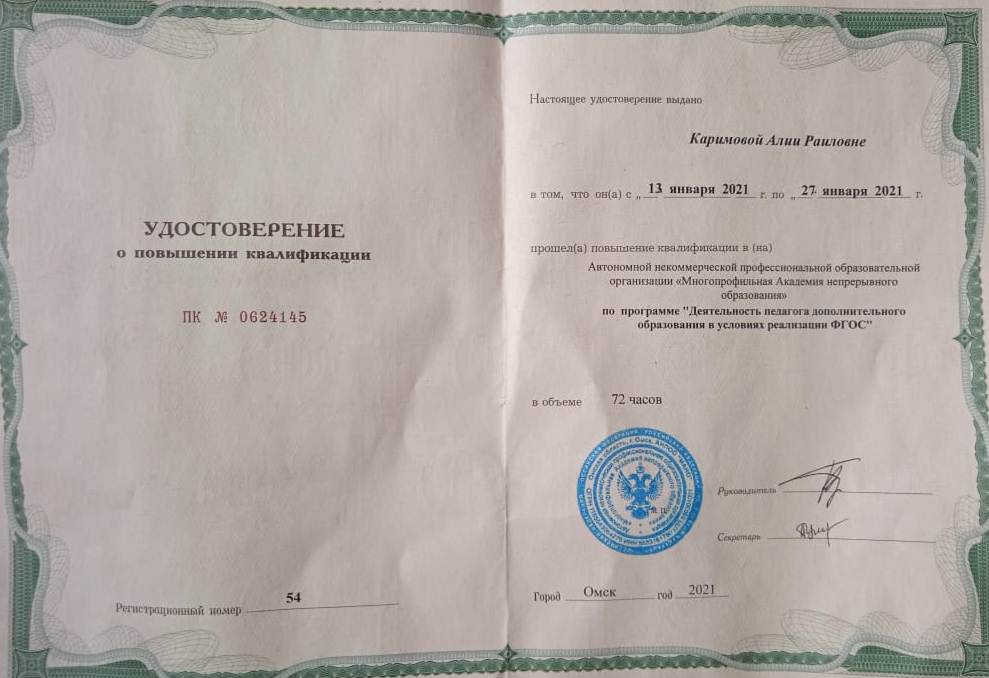 УДОСТОВЕРЕНИЕ
о повышении квалификации
ПК № 0624145
Регистрационный номер 54
Настоящее удостоверение выдано
Каримовой Алии Раиловне
в том, что он(а) с „ 13 января 2021 г. по „ 27 января 2021 г.
прошел(а) повышение квалификации в (на)
Автономной некоммерческой профессиональной образовательной
организации «Многопрофильная Академия непрерывного
образования»
по программе "Деятельность педагога дополнительного
образования в условиях реализации ФГОС"
в объеме 72 часов
Руководитель
Секретарь
Город Омск год 2021